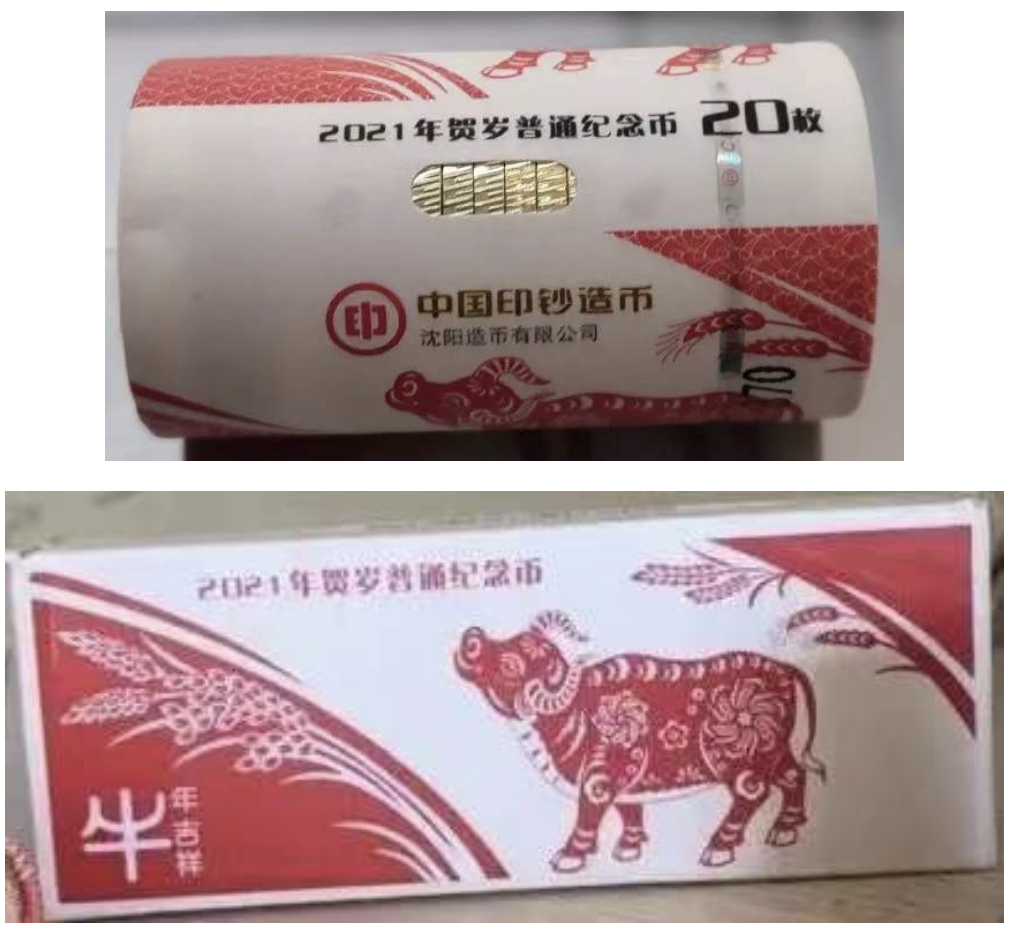 2021年贺岁普通纪念币 20枚
印 中国印钞造币
沈阳造币有限公司
70
2021年贺岁普通纪念币
牛年吉祥